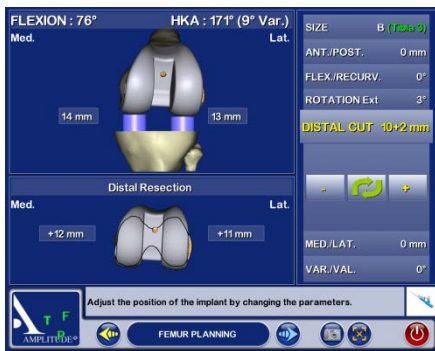 FLEXION : 76° HKA : 171° (9° Var.)
Med. Lat.
14 mm 13 mm
Distal Resection
Med. Lat.
+12 mm +11 mm
SIZE B (Tibia 3)
ANT./POST. 0 mm
FLEX./RECURV. 0°
ROTATION Ext 3°
DISTAL CUT 10+2 mm
- +
MED./LAT. 0 mm
VAR./VAL. 0°
Adjust the position of the implant by changing the parameters.
T F
AMPLITUDE
FEMUR PLANNING